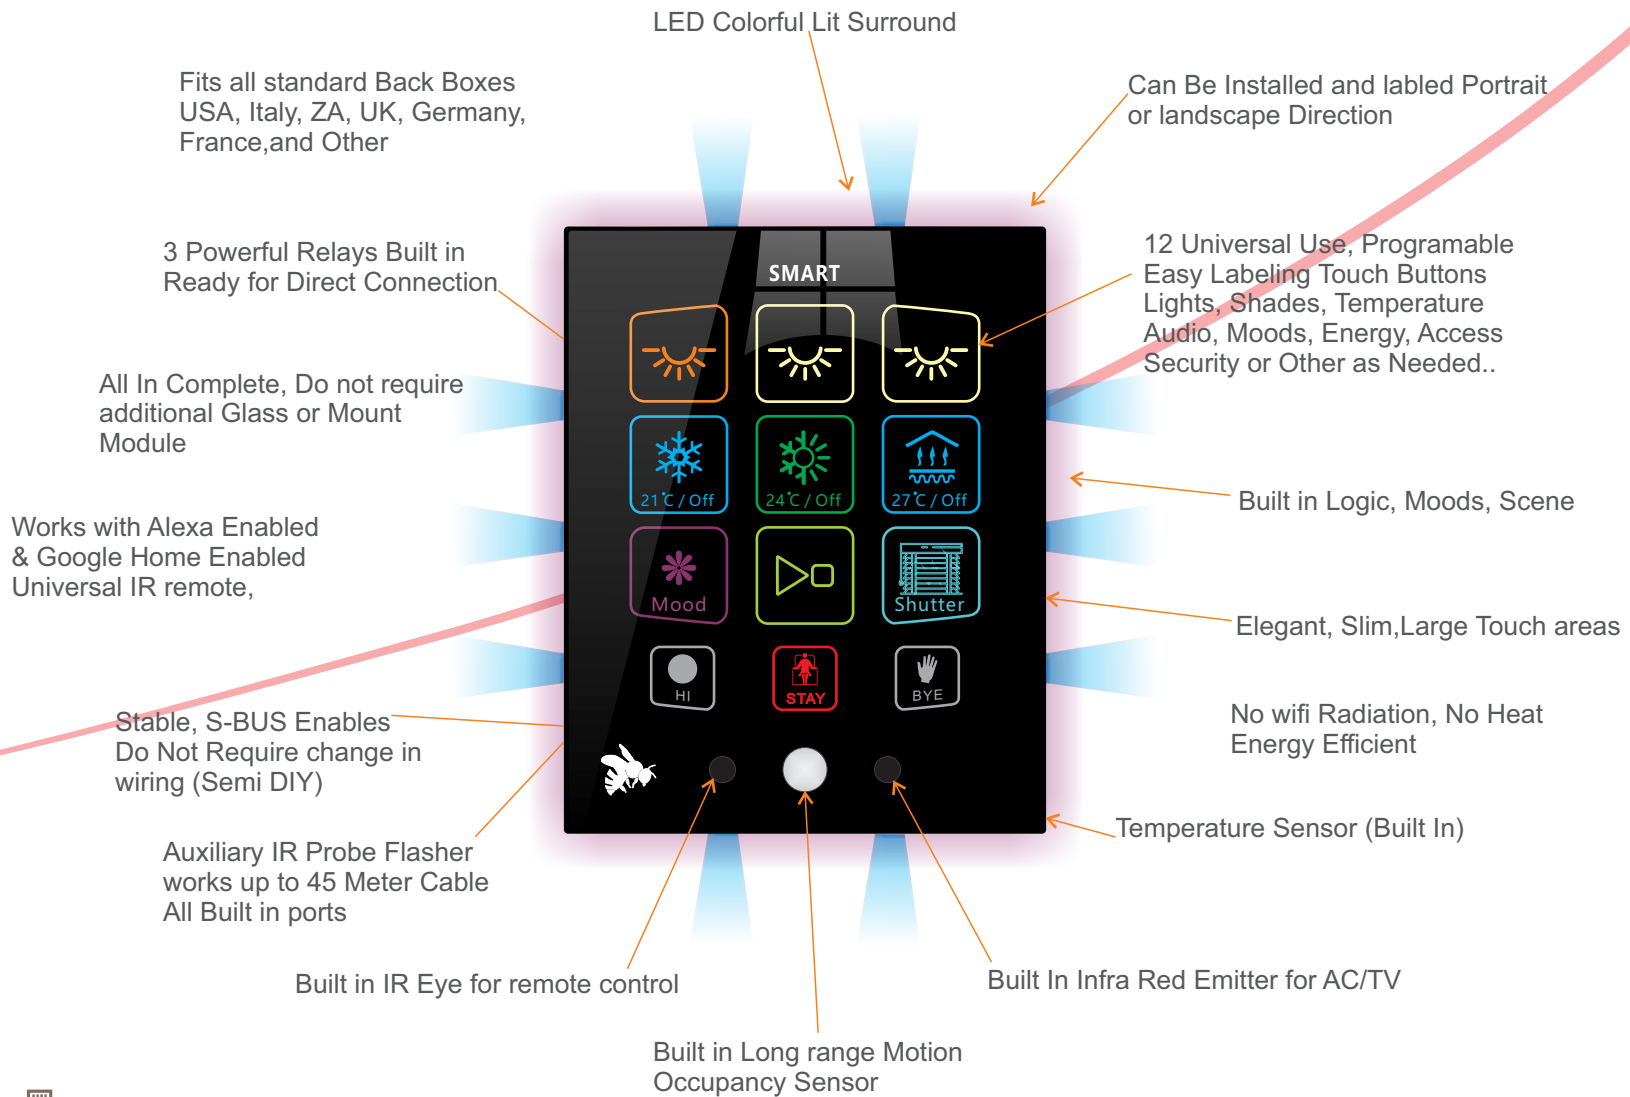 LED Colorful Lit Surround
Fits all standard Back Boxes
USA, Italy, ZA, UK, Germany,
France,and Other
Can Be Installed and labled Portrait
or landscape Direction
3 Powerful Relays Built in
Ready for Direct Connection
12 Universal Use, Programable
Easy Labeling Touch Buttons
Lights, Shades, Temperature
Audio, Moods, Energy, Access
Security or Other as Needed..
SMART
All In Complete, Do not require
additional Glass or Mount
Module
21°C / Off
24°C / Off
27°C / Off
Built in Logic, Moods, Scene
Works with Alexa Enabled
& Google Home Enabled
Universal IR remote,
Mood
Shutter
Elegant, Slim,Large Touch areas
HI
STAY
BYE
Stable, S-BUS Enables
Do Not Require change in
wiring (Semi DIY)
No wifi Radiation, No Heat
Energy Efficient
Temperature Sensor (Built In)
Auxiliary IR Probe Flasher
works up to 45 Meter Cable
All Built in ports
Built in IR Eye for remote control
Built In Infra Red Emitter for AC/TV
Built in Long range Motion
Occupancy Sensor